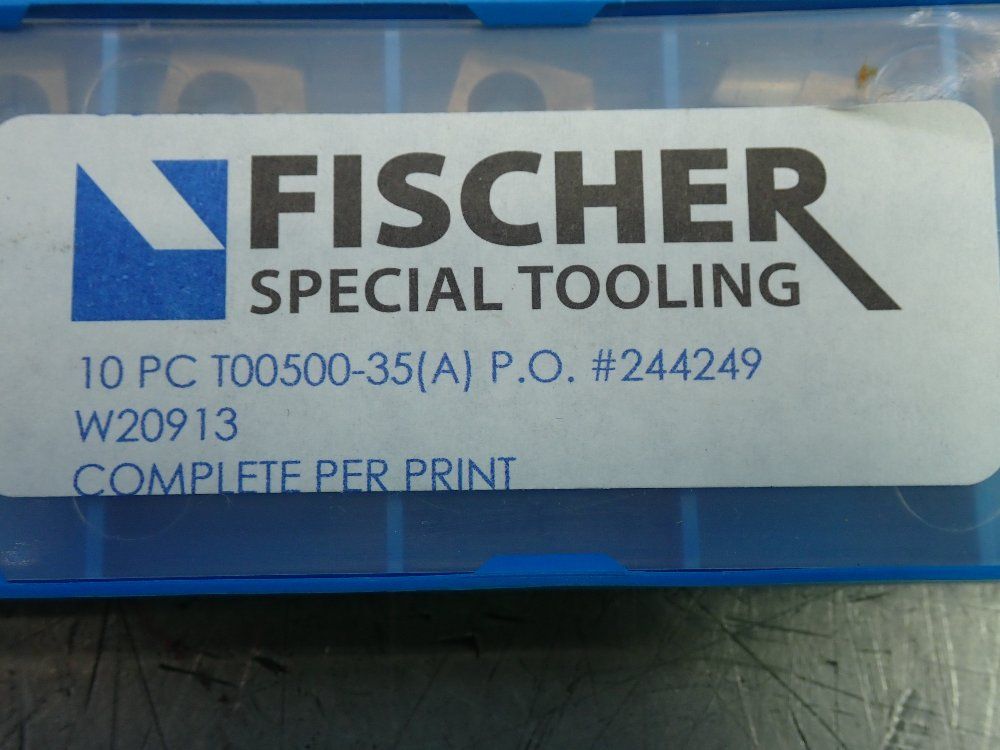 FISCHER
SPECIAL TOOLING
10 PC T00500-35(A) P.O. #244249
W20913
COMPLETE PER PRINT